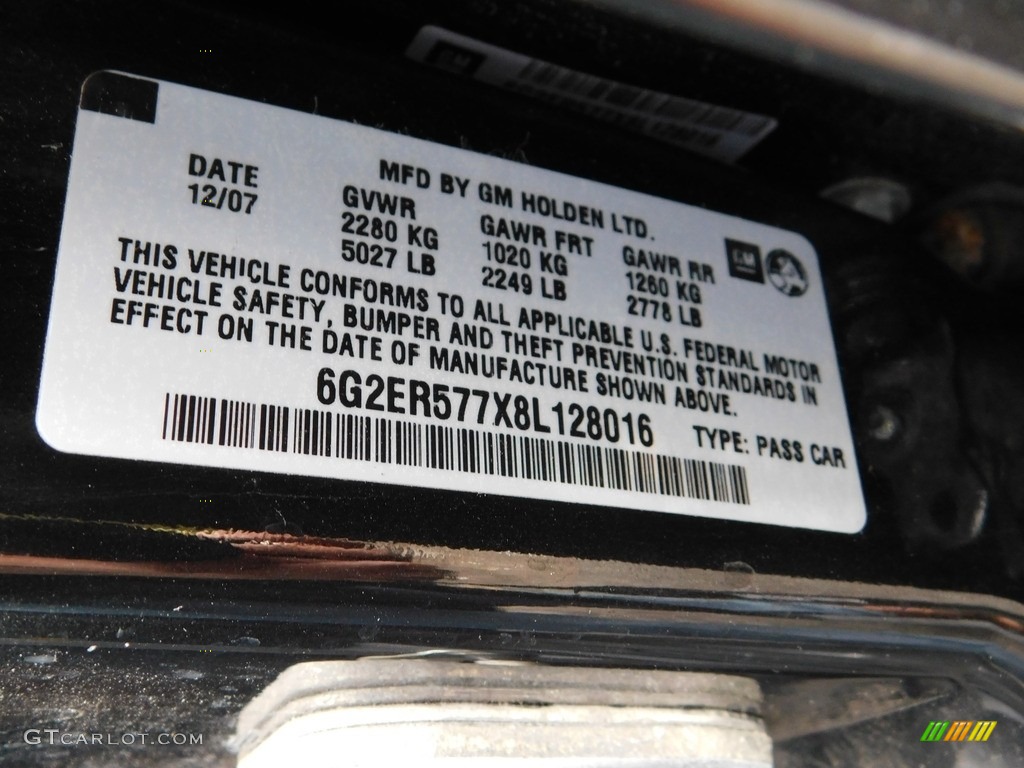 MFD BY GM HOLDEN LTD.
DATE GVWR GAWR FRT GAWR RR
12/07 2280 KG 1020 KG 1260 KG
5027 LB 2249 LB 2778 LB
GM
THIS VEHICLE CONFORMS TO ALL APPLICABLE U.S. FEDERAL MOTOR
VEHICLE SAFETY, BUMPER AND THEFT PREVENTION STANDARDS IN
EFFECT ON THE DATE OF MANUFACTURE SHOWN ABOVE.
6G2ER577X8L128016
TYPE: PASS CAR
GTCARLOT.COM